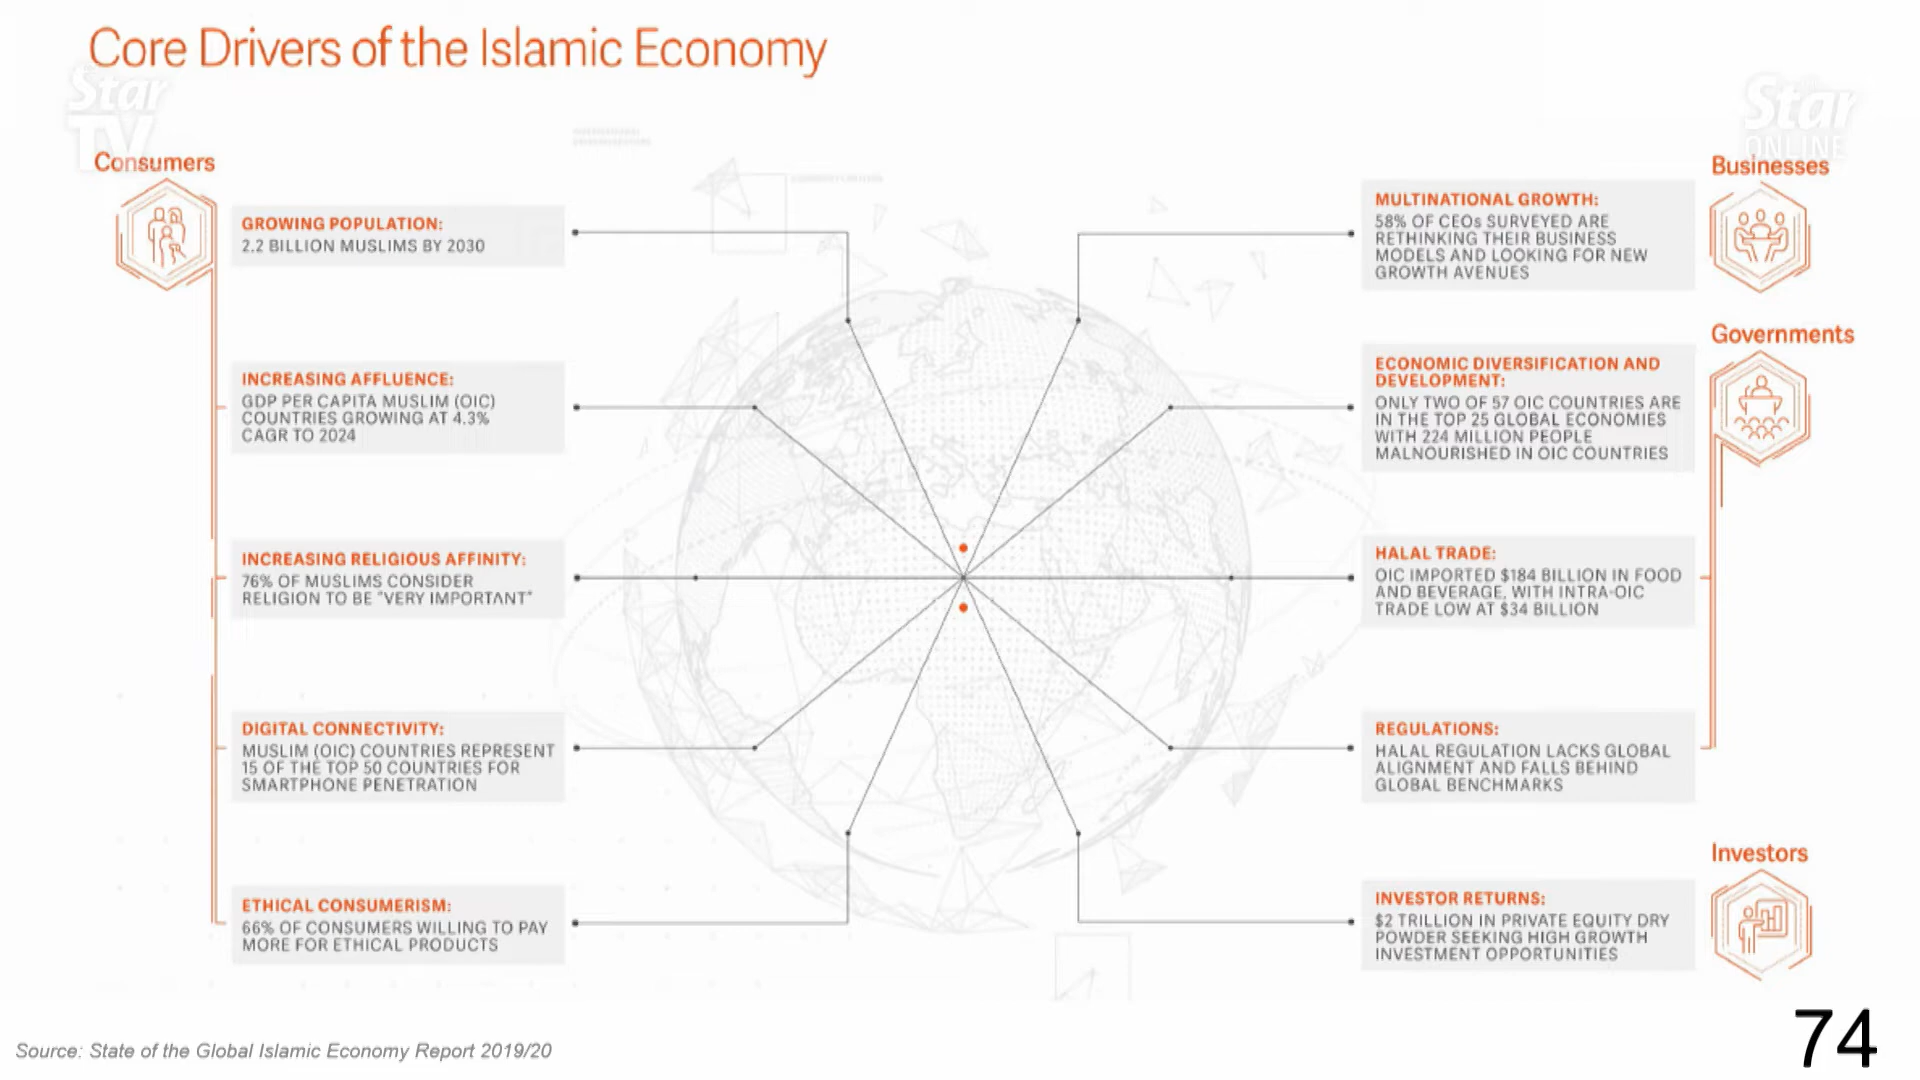 Core Drivers of the Islamic Economy
Star
TV
Star
ONLINE
Consumers
GROWING POPULATION:
2.2 BILLION MUSLIMS BY 2030
INCREASING AFFLUENCE:
GDP PER CAPITA MUSLIM (OIC)
COUNTRIES GROWING AT 4.3%
CAGR TO 2024
INCREASING RELIGIOUS AFFINITY:
76% OF MUSLIMS CONSIDER
RELIGION TO BE "VERY IMPORTANT"
DIGITAL CONNECTIVITY:
MUSLIM (OIC) COUNTRIES REPRESENT
15 OF THE TOP 50 COUNTRIES FOR
SMARTPHONE PENETRATION
ETHICAL CONSUMERISM:
66% OF CONSUMERS WILLING TO PAY
MORE FOR ETHICAL PRODUCTS
Businesses
MULTINATIONAL GROWTH:
58% OF CEOs SURVEYED ARE
RETHINKING THEIR BUSINESS
MODELS AND LOOKING FOR NEW
GROWTH AVENUES
Governments
ECONOMIC DIVERSIFICATION AND
DEVELOPMENT:
ONLY TWO OF 57 OIC COUNTRIES ARE
IN THE TOP 25 GLOBAL ECONOMIES
WITH 224 MILLION PEOPLE
MALNOURISHED IN OIC COUNTRIES
HALAL TRADE:
OIC IMPORTED $184 BILLION IN FOOD
AND BEVERAGE, WITH INTRA-OIC
TRADE LOW AT $34 BILLION
REGULATIONS:
HALAL REGULATION LACKS GLOBAL
ALIGNMENT AND FALLS BEHIND
GLOBAL BENCHMARKS
Investors
INVESTOR RETURNS:
$2 TRILLION IN PRIVATE EQUITY DRY
POWDER SEEKING HIGH GROWTH
INVESTMENT OPPORTUNITIES
Source: State of the Global Islamic Economy Report 2019/20
74